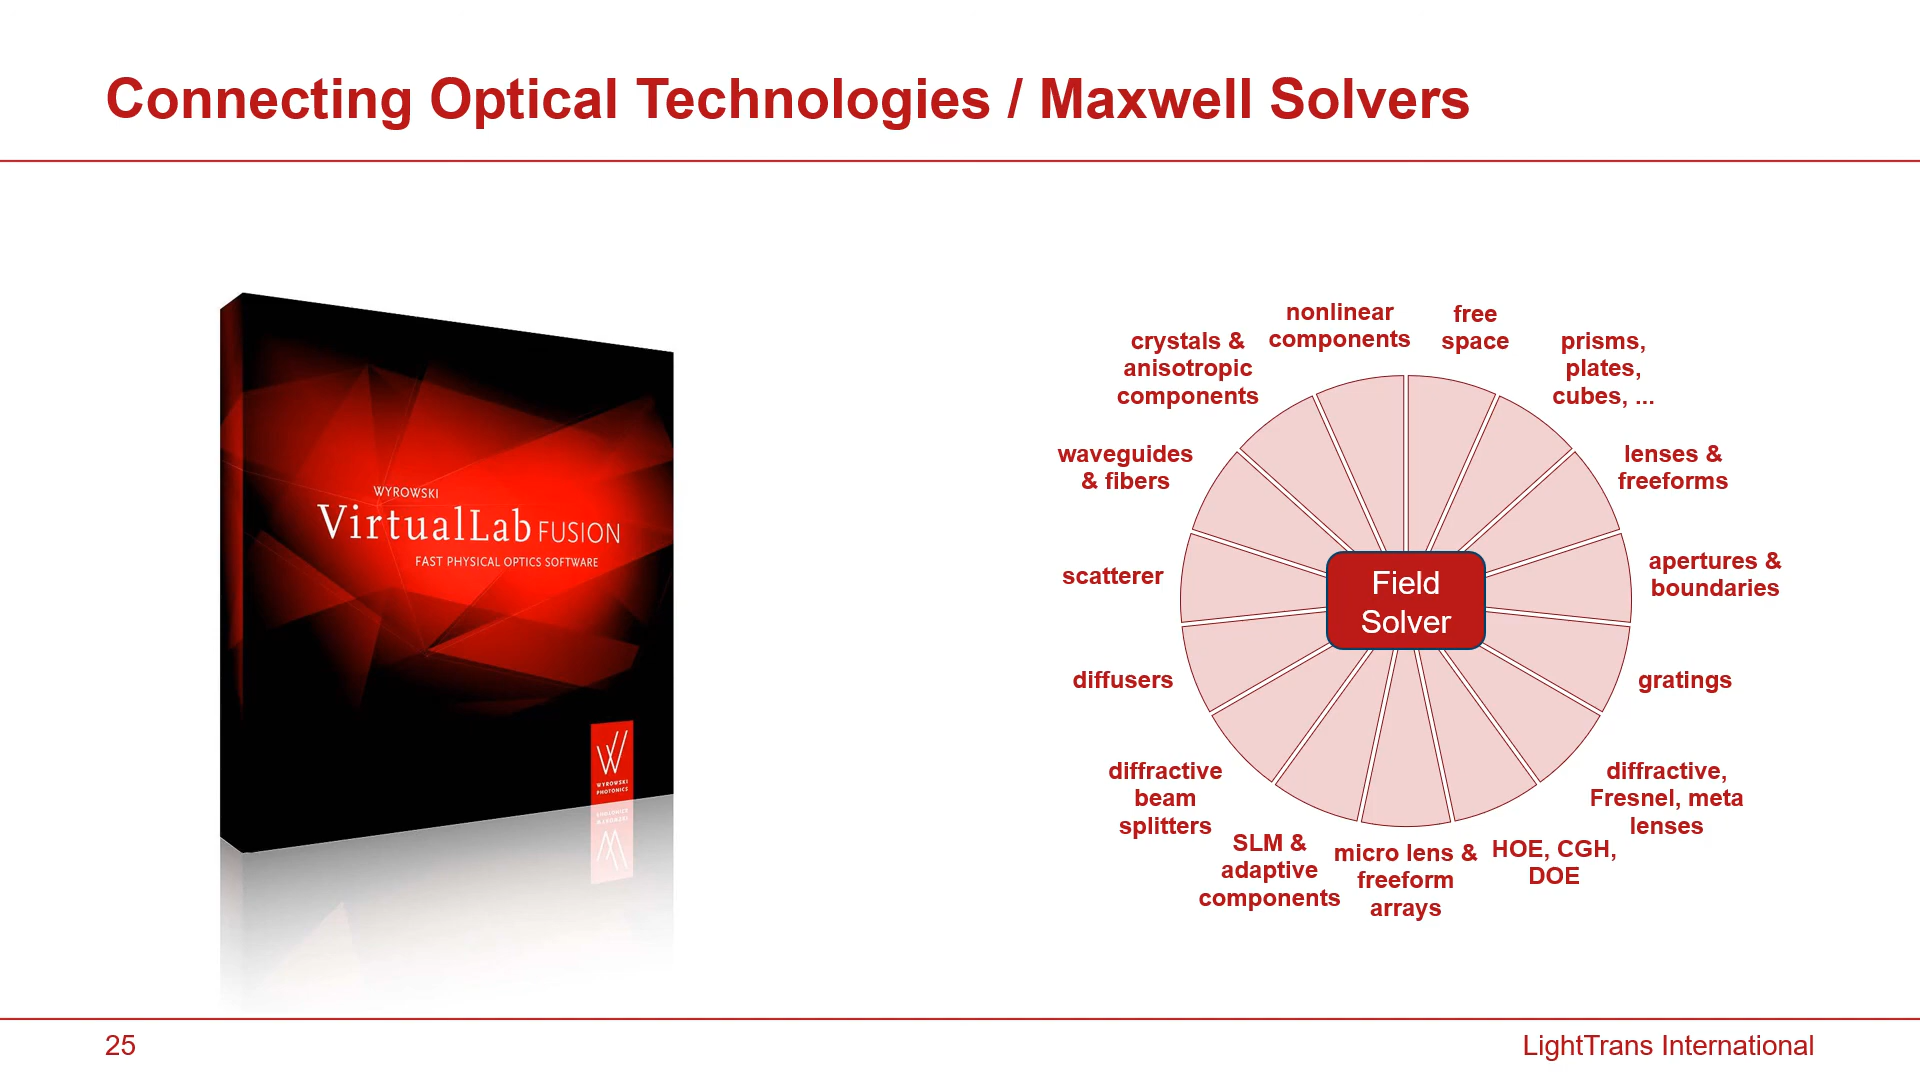 Connecting Optical Technologies / Maxwell Solvers
WYROWSKI
VirtualLab FUSION
FAST PHYSICAL OPTICS SOFTWARE
WYROWSKI
PHOTONICS
nonlinear
components
free
space
prisms,
plates,
cubes, ...
lenses &
freeforms
apertures &
boundaries
gratings
diffractive,
Fresnel, meta
lenses
HOE, CGH,
DOE
micro lens &
freeform
arrays
SLM &
adaptive
components
diffractive
beam
splitters
diffusers
scatterer
waveguides
& fibers
crystals &
anisotropic
components
Field
Solver
25
LightTrans International